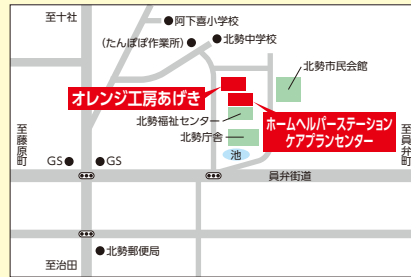 至十社
阿下喜小学校
(たんぽぽ作業所)
北勢中学校
北勢市民会館
オレンジ工房あげき
北勢福祉センター
ホームヘルパーステーション
ケアプランセンター
北勢庁舎
至藤原町
至員弁町
GS
GS
池
員弁街道
北勢郵便局
至治田